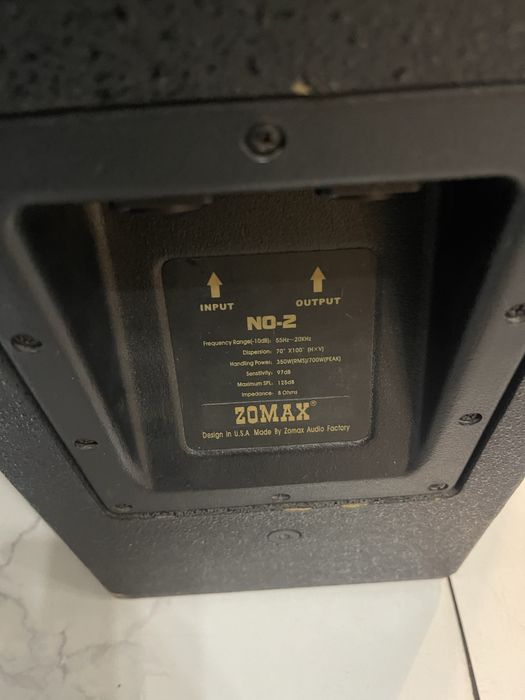 INPUT OUTPUT
NO-2
Frequency Range(-10dB): 55Hz~20KHz
Dispersion: 70° X100° (H×V)
Handling Power: 350W(RMS)/700W(PEAK)
Sensitivity: 97dB
Maximum SPL: 125dB
Impedance: 8 Ohms
ZOMAX®
Design In U.S.A Made By Zomax Audio Factory